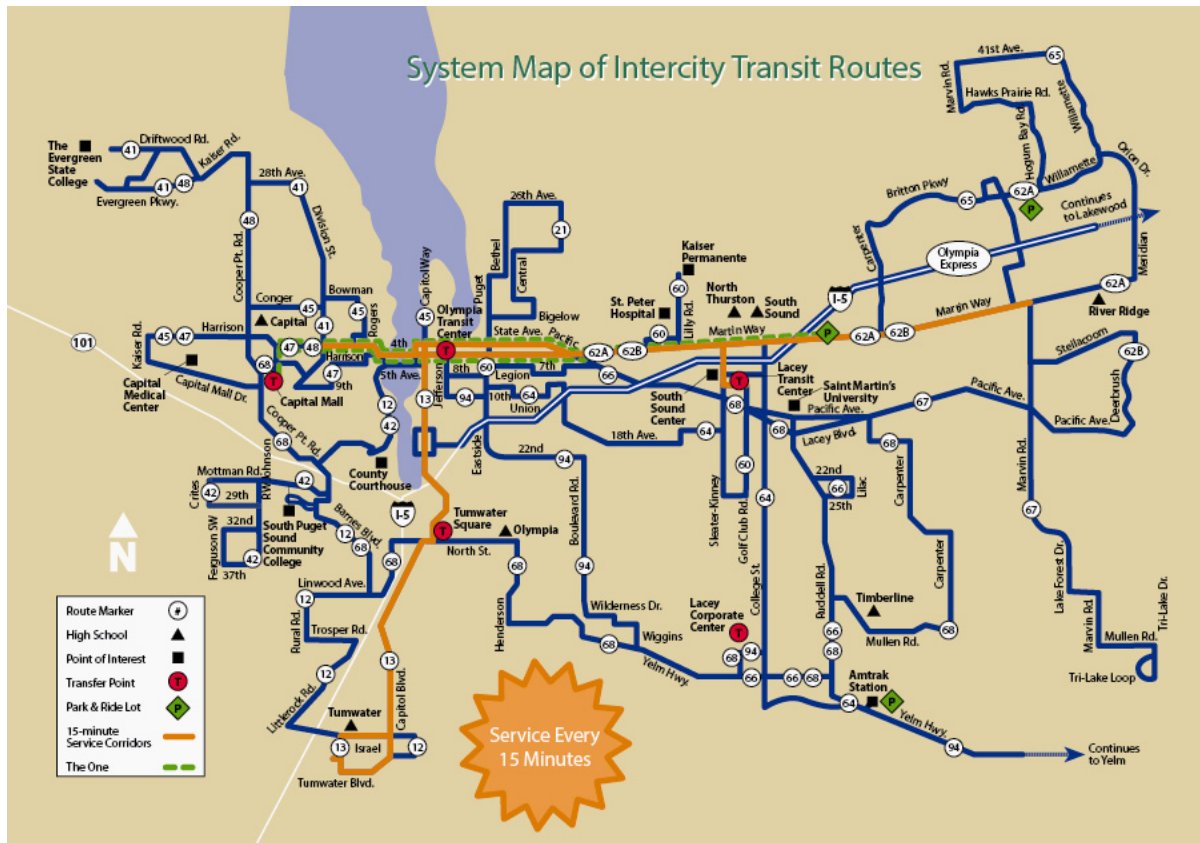 System Map of Intercity Transit Routes
41st Ave.
65
Marvin Rd.
Hawks Prairie Rd.
Willamette
Hogum Bay Rd.
Orion Dr.
Willamette
62A
P
Britton Pkwy
65
Continues
to Lakewood
Meridian
Carpenter
Olympia
Express
I-5
62A
River Ridge
The
Evergreen
State
College
41
Driftwood Rd.
Kaiser Rd.
41
48
Evergreen Pkwy.
28th Ave.
41
48
Division St.
Cooper Pt. Rd.
26th Ave.
21
Bethel
Central
Puget
Bigelow
Capitol Way
45
Olympia
Transit
Center
T
Kaiser
Permanente
60
Lilly Rd.
St. Peter
Hospital
60
North
Thurston
South
Sound
Martin Way
P
62A
62B
Martin Way
Bowman
45
Rogers
Conger
45
Capital
41
101
Kaiser Rd.
45
47
Harrison
47
48
Harrison
47
9th
68
T
Capital Mall
Capital
Medical
Center
Capital Mall Dr.
4th
5th Ave.
State Ave.
Pacific
62A
62B
Jefferson
8th
60
Legion
7th
66
94
10th
64
Union
13
12
42
Steilacoom
62B
Deerbrush
Pacific Ave.
Pacific Ave.
67
South
Sound
Center
T
Lacey
Transit
Center
Saint Martin's
University
68
Pacific Ave.
68
Lacey Blvd.
18th Ave.
64
Cooper Pt. Rd.
68
RW Johnson
County
Courthouse
Eastside
22nd
94
Boulevard Rd.
Sleater-Kinney
60
Golf Club Rd.
64
College St.
22nd
66
Lilac
25th
Carpenter
68
Marvin Rd.
67
Mottman Rd.
42
Crites
42
29th
32nd
Ferguson SW
42
37th
South Puget
Sound
Community
College
Barnes Blvd.
12
68
I-5
Tumwater
Square
T
Olympia
North St.
68
68
Henderson
94
Wilderness Dr.
Wiggins
68
Yelm Hwy.
Ruddell Rd.
Timberline
Carpenter
Mullen Rd.
68
Lake Forest Dr.
Marvin Rd.
Mullen Rd.
Tri-Lake Dr.
Tri-Lake Loop
N
Linwood Ave.
12
Rural Rd.
Trosper Rd.
12
Littlerock Rd.
13
Capitol Blvd.
Tumwater
13
Israel
12
Tumwater Blvd.
Lacey
Corporate
Center
T
68
94
66
66
68
66
68
Amtrak
Station
P
64
Yelm Hwy.
94
Continues
to Yelm
Service Every
15 Minutes
Route Marker
#
High School
Point of Interest
Transfer Point
T
Park & Ride Lot
P
15-minute
Service Corridors
The One